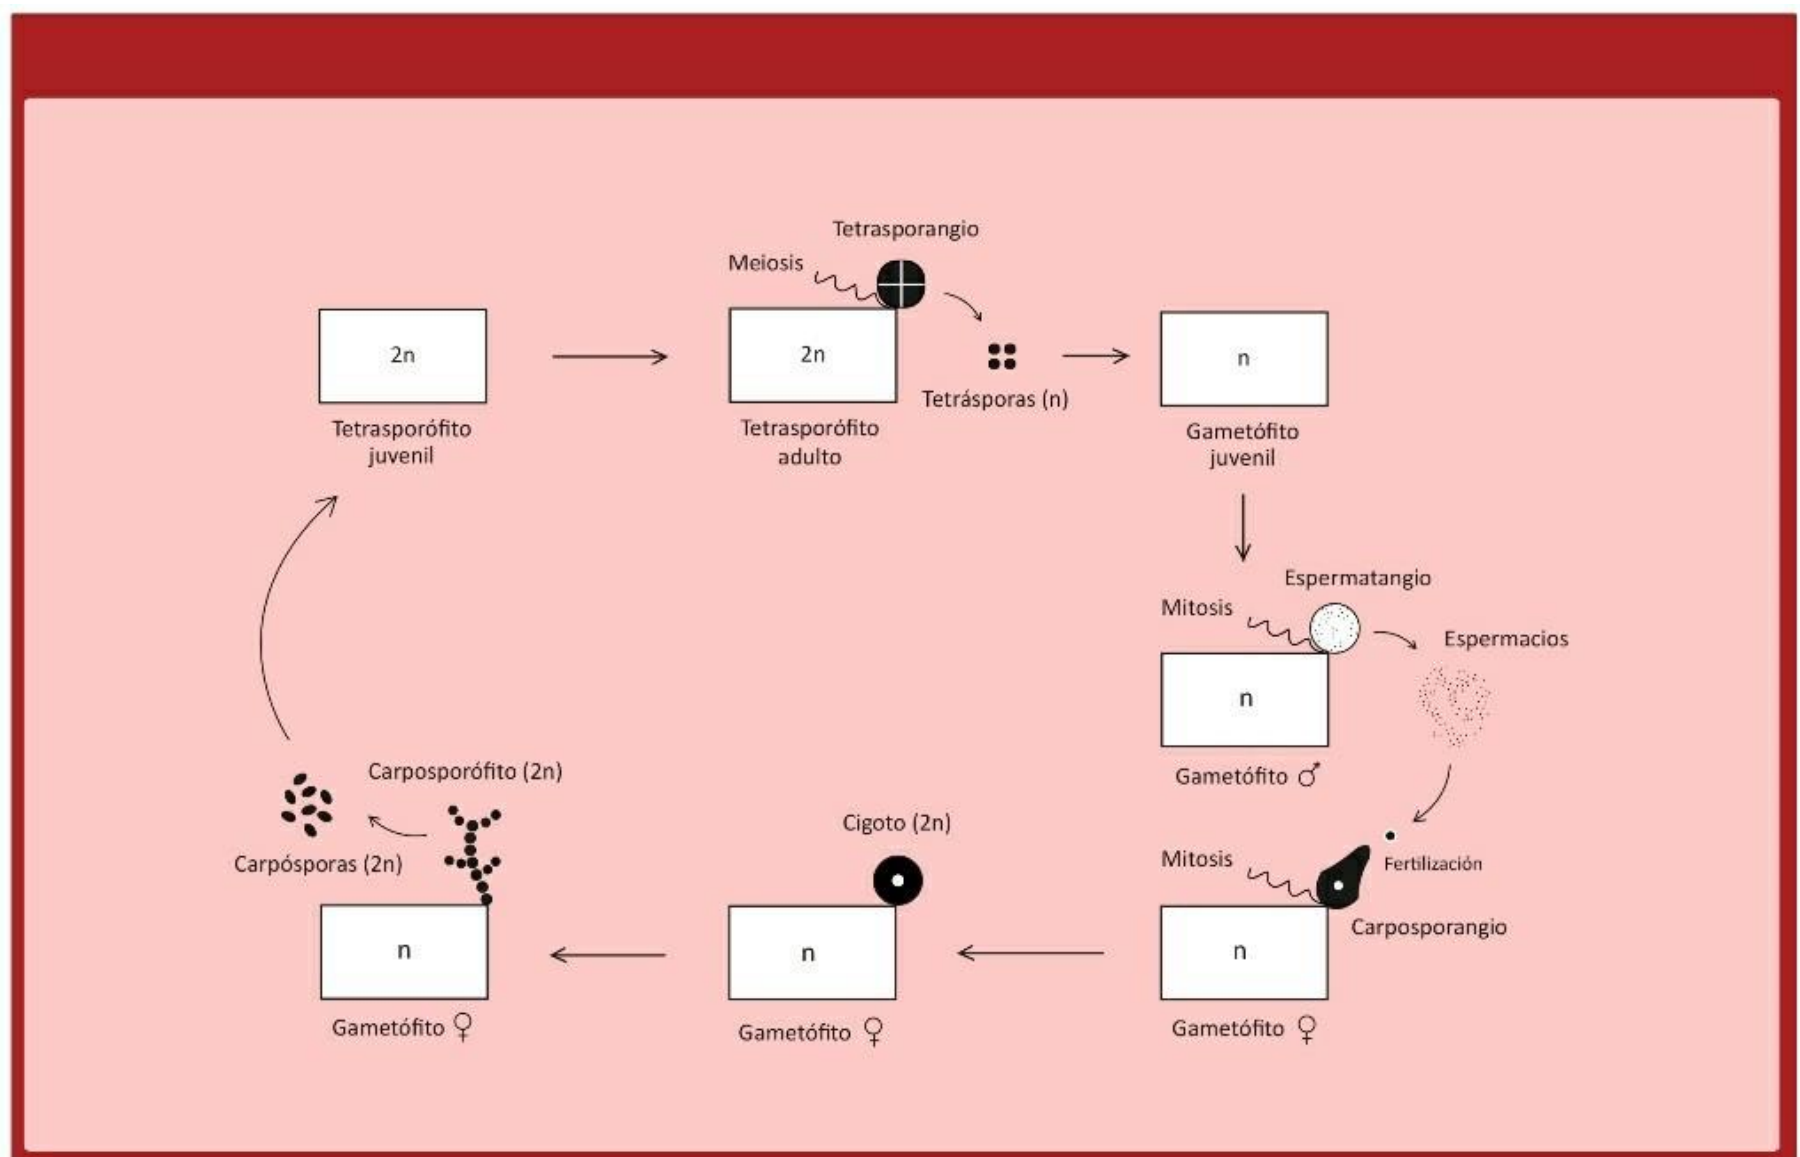 Tetrasporangio
Meiosis
2n
2n
n
Tetrásporas (n)
Tetrasporófito
juvenil
Tetrasporófito
adulto
Gametófito
juvenil
Espermatangio
Mitosis
Espermacios
n
Gametófito ♂
Carposporófito (2n)
Cigoto (2n)
Carpósporas (2n)
Mitosis
Fertilización
Carposporangio
n
n
n
Gametófito ♀
Gametófito ♀
Gametófito ♀